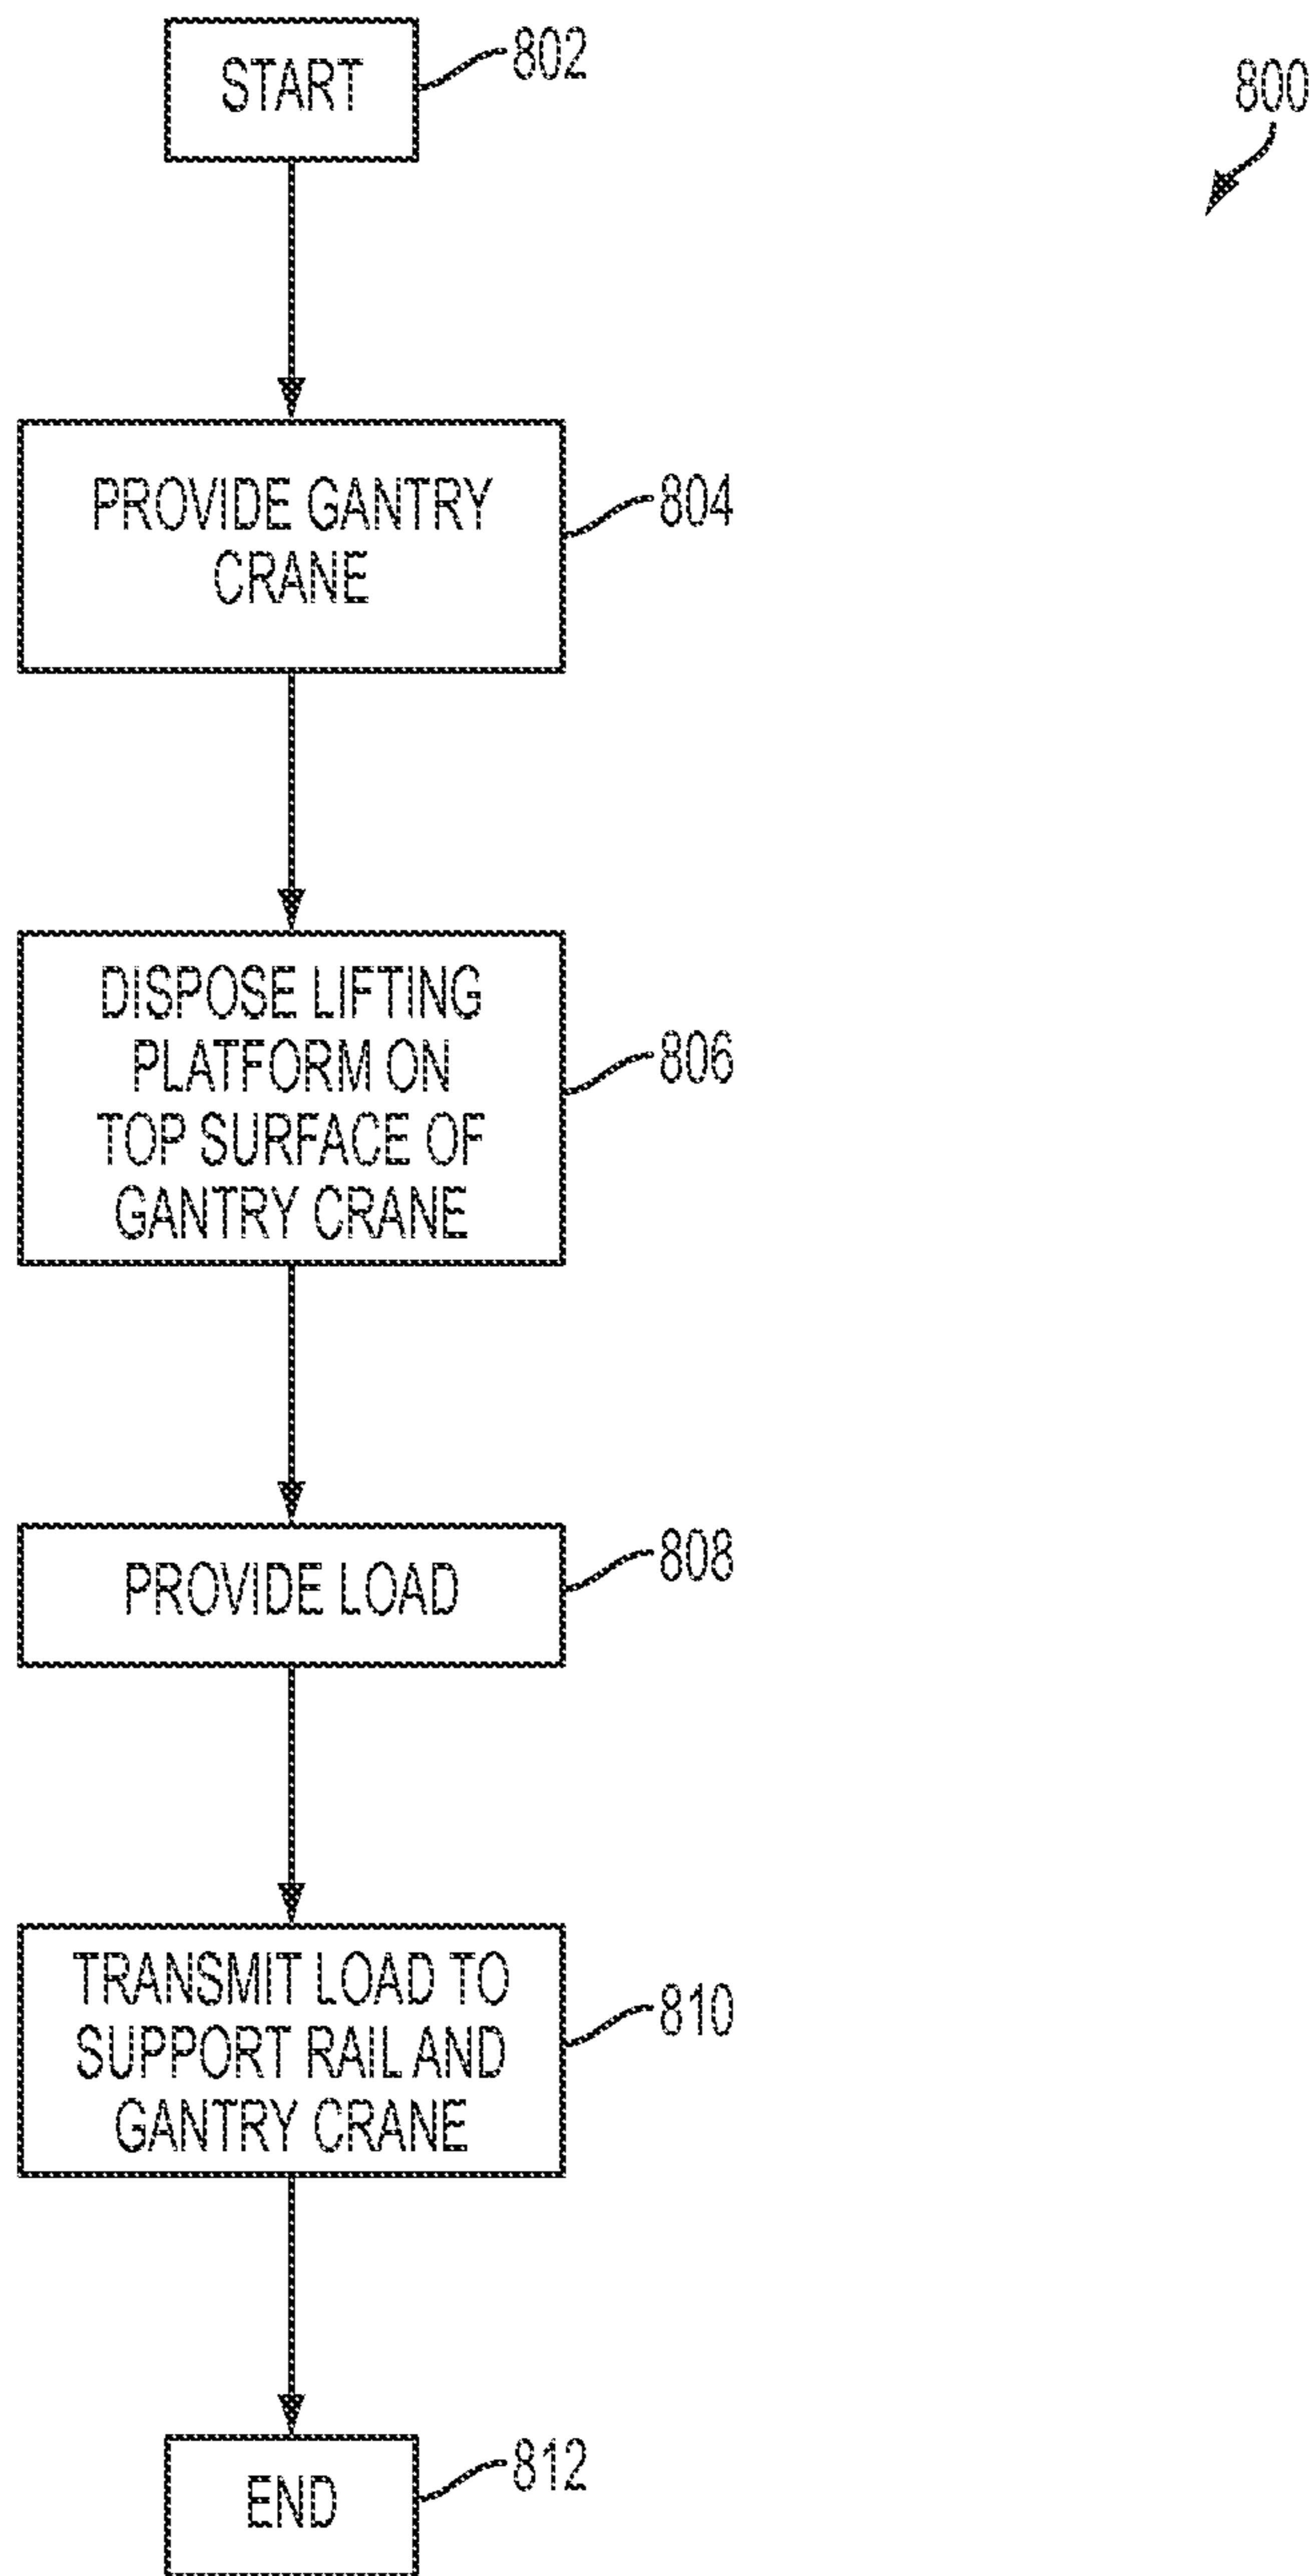 START
802
800
PROVIDE GANTRY
CRANE
804
DISPOSE LIFTING
PLATFORM ON
TOP SURFACE OF
GANTRY CRANE
806
PROVIDE LOAD
808
TRANSMIT LOAD TO
SUPPORT RAIL AND
GANTRY CRANE
810
END
812